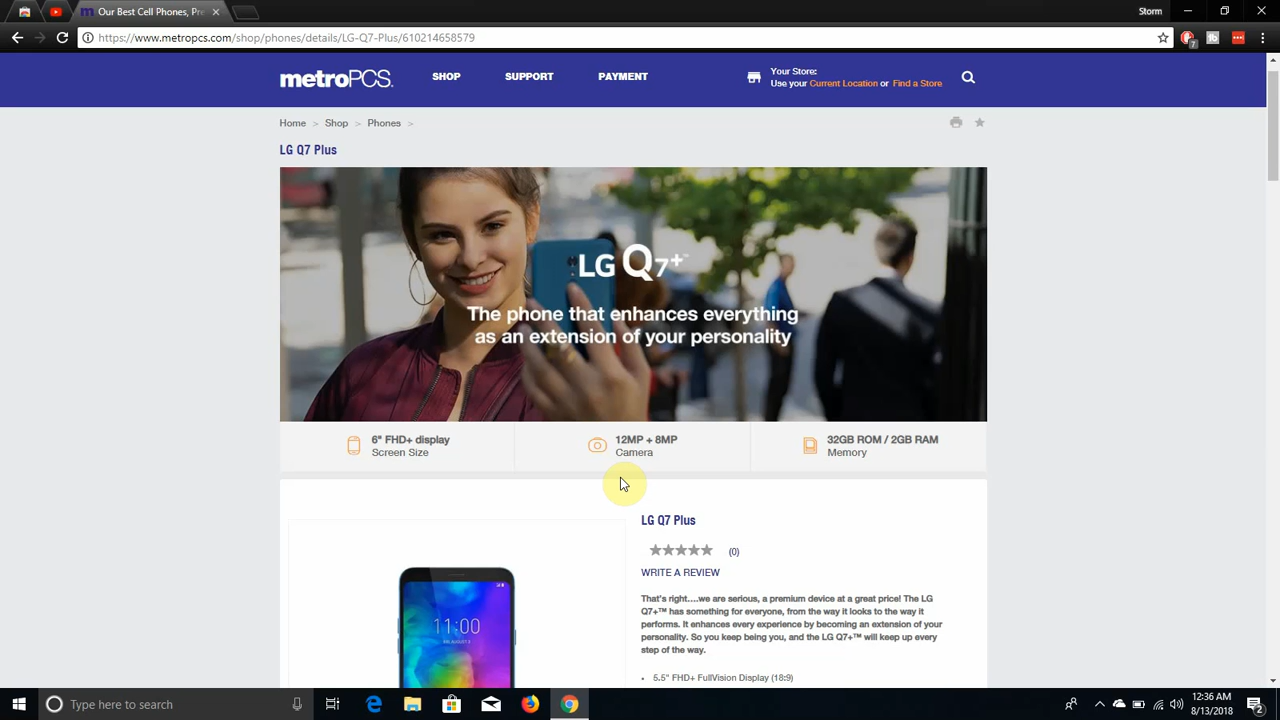 Our Best Cell Phones, Pre
Storm
https://www.metropcs.com/shop/phones/details/LG-Q7-Plus/610214658579
7
metroPCS.
SHOP
SUPPORT
PAYMENT
Your Store:
Use your Current Location or Find a Store
Home > Shop > Phones >
LG Q7 Plus
LG Q7+™
The phone that enhances everything
as an extension of your personality
6" FHD+ display
Screen Size
12MP + 8MP
Camera
32GB ROM / 2GB RAM
Memory
LG Q7 Plus
(0)
WRITE A REVIEW
That's right....we are serious, a premium device at a great price! The LG
Q7+™ has something for everyone, from the way it looks to the way it
performs. It enhances every experience by becoming an extension of your
personality. So you keep being you, and the LG Q7+™ will keep up every
step of the way.
• 5.5" FHD+ FullVision Display (18:9)
11:00
Type here to search
12:36 AM
8/13/2018
2